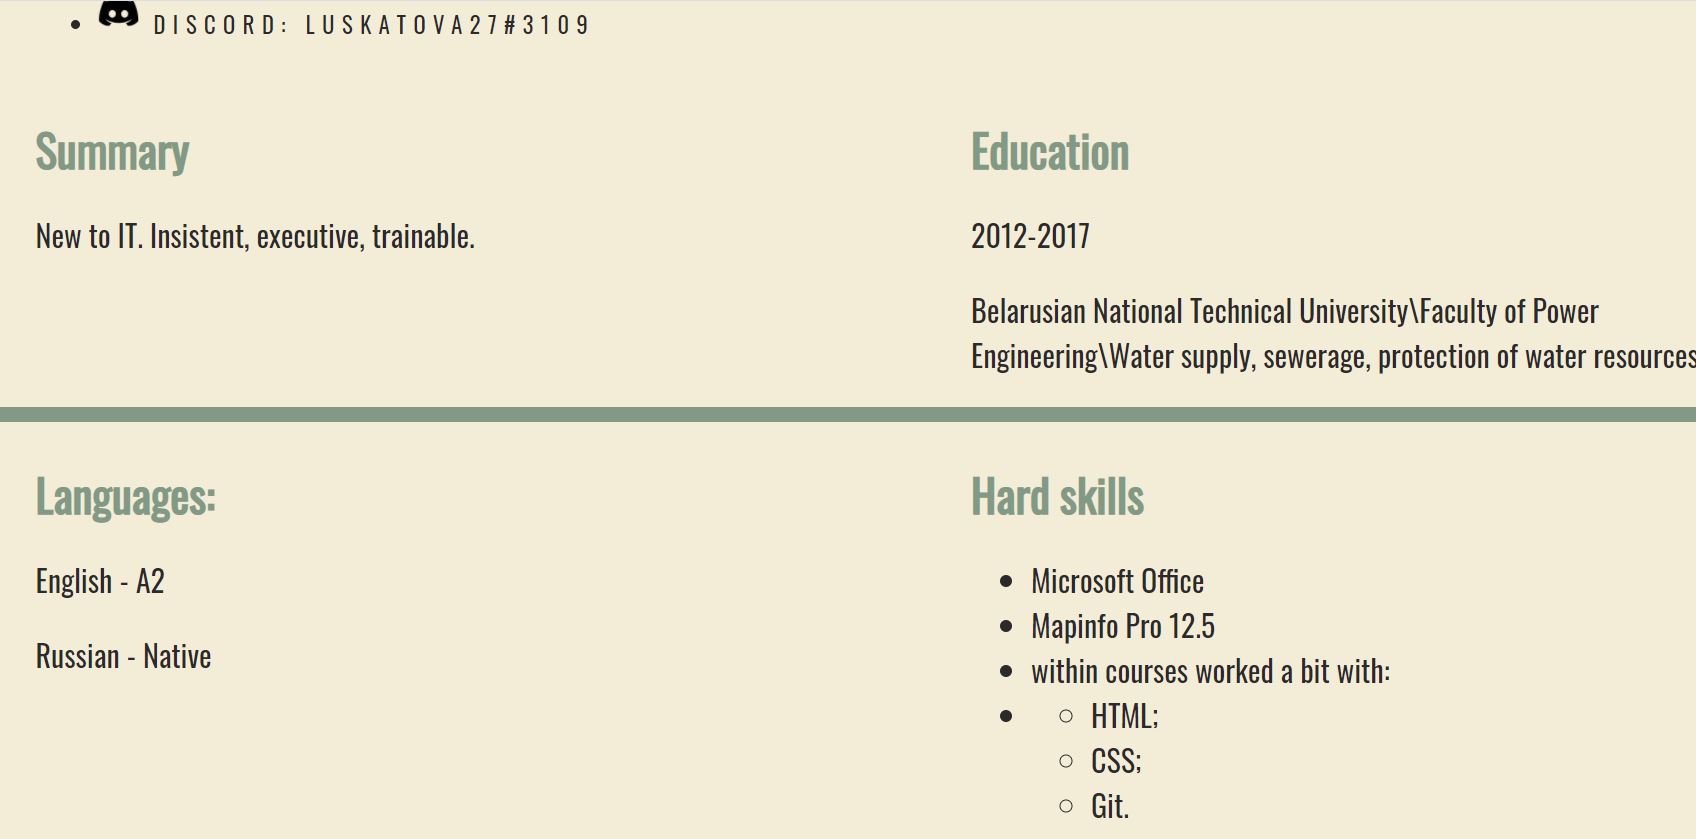 DISCORD: LUSKATOVA27#3109
Summary
New to IT. Insistent, executive, trainable.
Education
2012-2017
Belarusian National Technical University\Faculty of Power
Engineering\Water supply, sewerage, protection of water resources
Languages:
English - A2
Russian - Native
Hard skills
Microsoft Office
Mapinfo Pro 12.5
within courses worked a bit with:
HTML;
CSS;
Git.